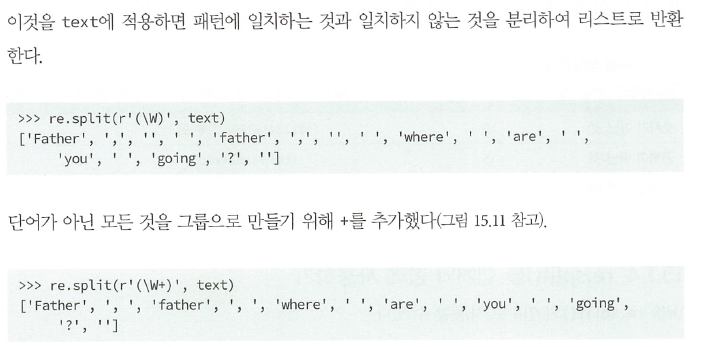 이것을 text에 적용하면 패턴에 일치하는 것과 일치하지 않는 것을 분리하여 리스트로 반환
한다.
>>> re.split(r'(\W)', text)
['Father', ',', '', ' ', 'father', ',', '', ' ', 'where', ' ', 'are', ' ',
'you', ' ', 'going', '?', '']
단어가 아닌 모든 것을 그룹으로 만들기 위해 +를 추가했다(그림 15.11 참고).
>>> re.split(r'(\W+)', text)
['Father', ', ', 'father', ', ', 'where', ' ', 'are', ' ', 'you', ' ', 'going',
'?', '']